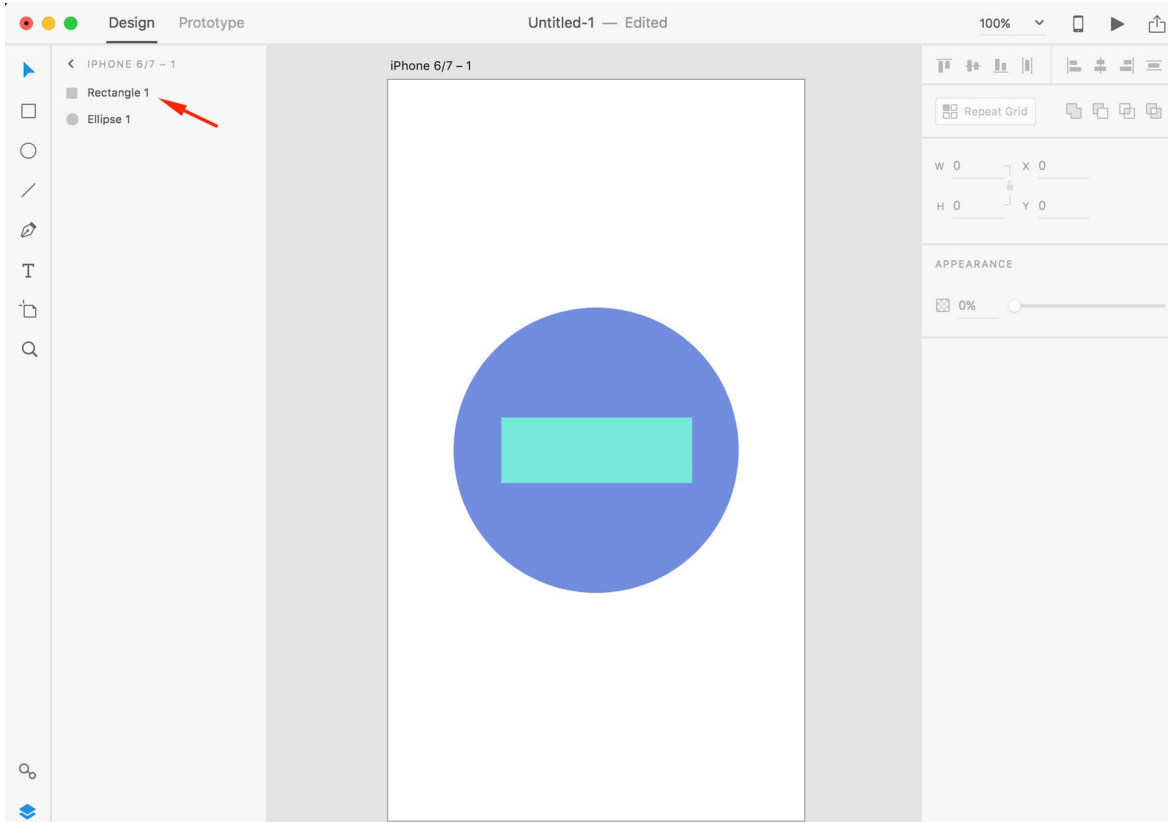 Design Prototype Untitled-1 — Edited 100%
IPHONE 6/7 – 1
Rectangle 1
Ellipse 1
iPhone 6/7 – 1
Repeat Grid
W 0 X 0
H 0 Y 0
APPEARANCE
0%
T